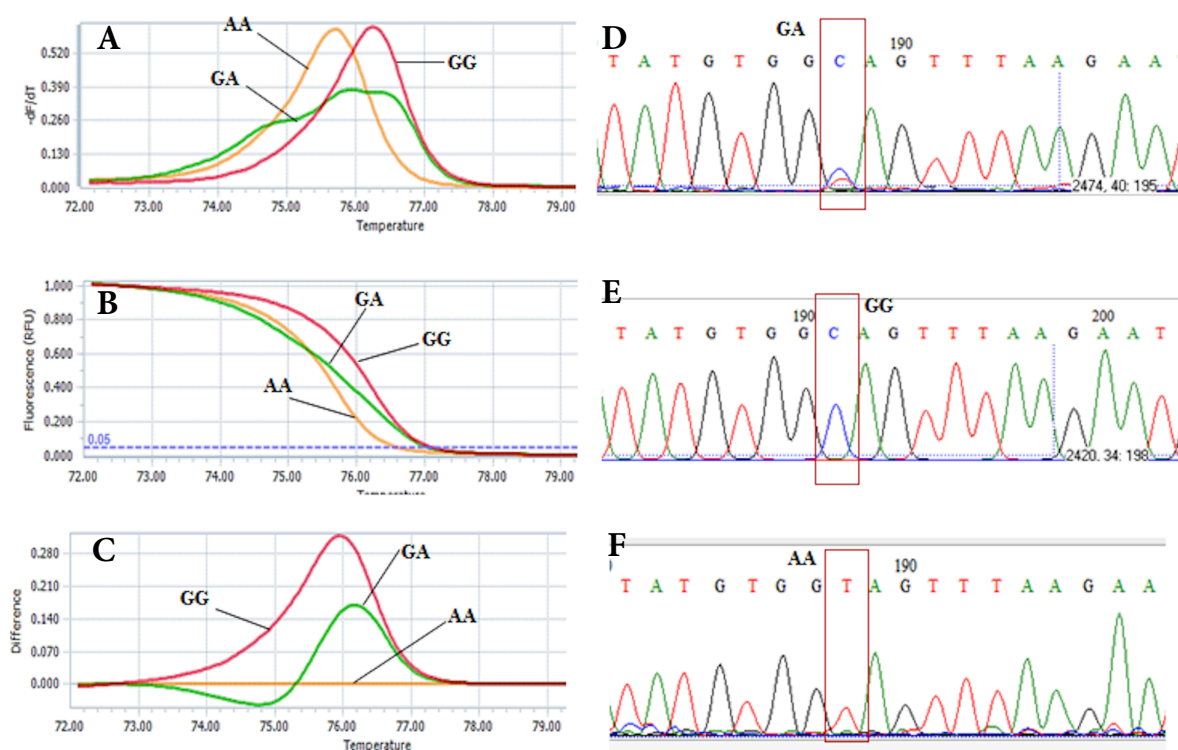 A
AA
GG
GA
-dF/dT
0.520
0.390
0.260
0.130
0.000
72.00 73.00 74.00 75.00 76.00 77.00 78.00 79.00
Temperature
B
GA
GG
AA
Fluorescence (RFU)
1.000
0.800
0.600
0.400
0.200
0.05
0.000
72.00 73.00 74.00 75.00 76.00 77.00 78.00 79.00
Temperature
C
GA
GG
AA
Difference
0.280
0.210
0.140
0.070
0.000
72.00 73.00 74.00 75.00 76.00 77.00 78.00 79.00
Temperature
D
GA
190
T A T G T G G C A G T T T A A G A A
2474, 40: 195
E
GG
190 200
T A T G T G G C A G T T T A A G A A T
2420, 34: 198
F
AA
190
T A T G T G G T A G T T T A A G A A